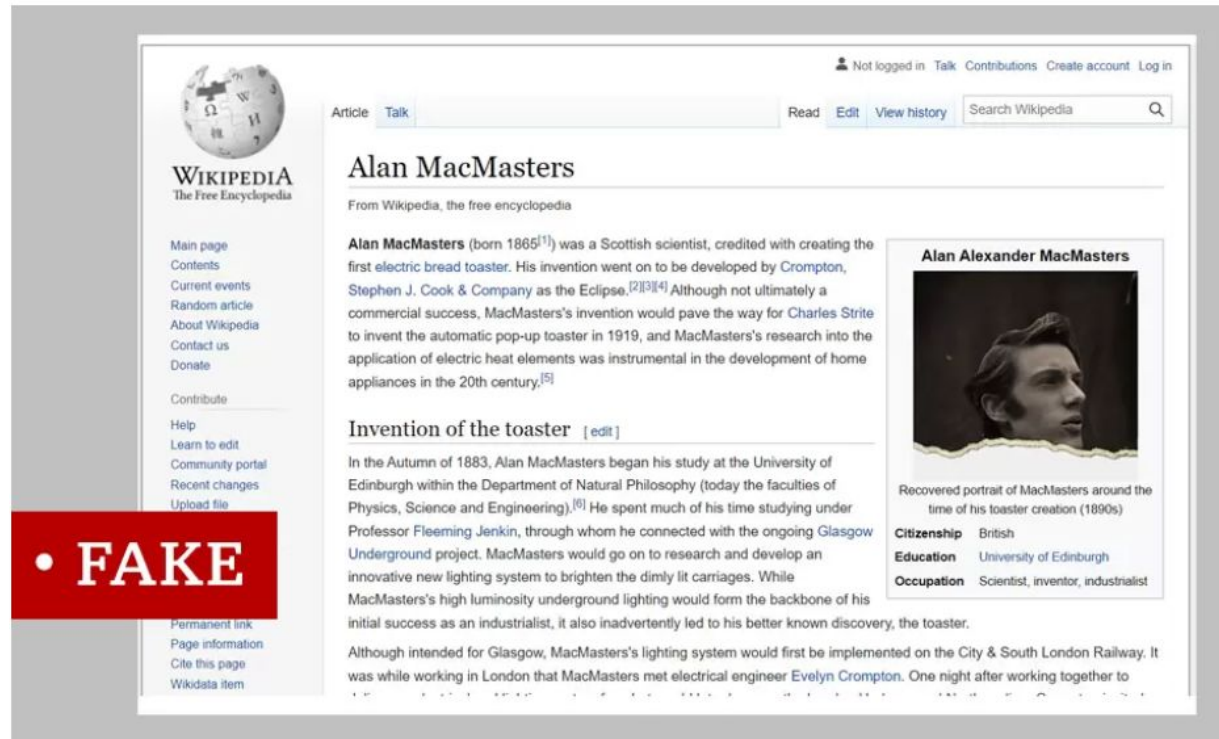 Not logged in Talk Contributions Create account Log in
Article Talk
Read Edit View history Search Wikipedia
WIKIPEDIA
The Free Encyclopedia
Main page
Contents
Current events
Random article
About Wikipedia
Contact us
Donate
Contribute
Help
Learn to edit
Community portal
Recent changes
Upload file
• FAKE
Permanent link
Page information
Cite this page
Wikidata item
Alan MacMasters
From Wikipedia, the free encyclopedia
Alan MacMasters (born 1865[1]) was a Scottish scientist, credited with creating the
first electric bread toaster. His invention went on to be developed by Crompton,
Stephen J. Cook & Company as the Eclipse.[2][3][4] Although not ultimately a
commercial success, MacMasters's invention would pave the way for Charles Strite
to invent the automatic pop-up toaster in 1919, and MacMasters's research into the
application of electric heat elements was instrumental in the development of home
appliances in the 20th century.[5]
Alan Alexander MacMasters
Recovered portrait of MacMasters around the
time of his toaster creation (1890s)
Citizenship British
Education University of Edinburgh
Occupation Scientist, inventor, industrialist
Invention of the toaster [ edit ]
In the Autumn of 1883, Alan MacMasters began his study at the University of
Edinburgh within the Department of Natural Philosophy (today the faculties of
Physics, Science and Engineering).[6] He spent much of his time studying under
Professor Fleeming Jenkin, through whom he connected with the ongoing Glasgow
Underground project. MacMasters would go on to research and develop an
innovative new lighting system to brighten the dimly lit carriages. While
MacMasters's high luminosity underground lighting would form the backbone of his
initial success as an industrialist, it also inadvertently led to his better known discovery, the toaster.
Although intended for Glasgow, MacMasters's lighting system would first be implemented on the City & South London Railway. It
was while working in London that MacMasters met electrical engineer Evelyn Crompton. One night after working together to